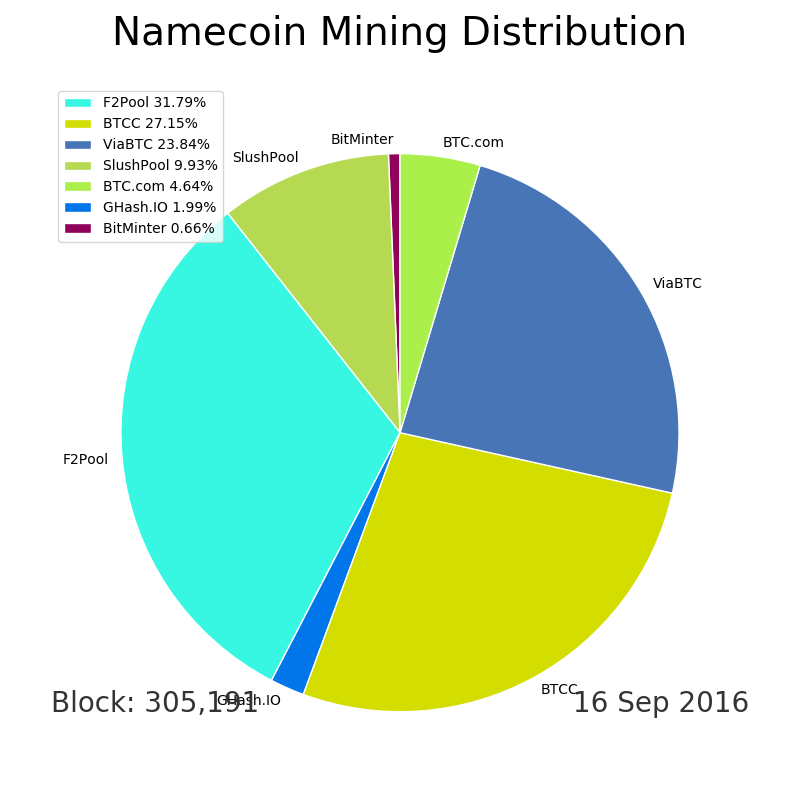 Namecoin Mining Distribution
F2Pool 31.79%
BTCC 27.15%
ViaBTC 23.84%
SlushPool 9.93%
BTC.com 4.64%
GHash.IO 1.99%
BitMinter 0.66%
BitMinter
BTC.com
SlushPool
ViaBTC
F2Pool
BTCC
GHash.IO
Block: 305,191
16 Sep 2016